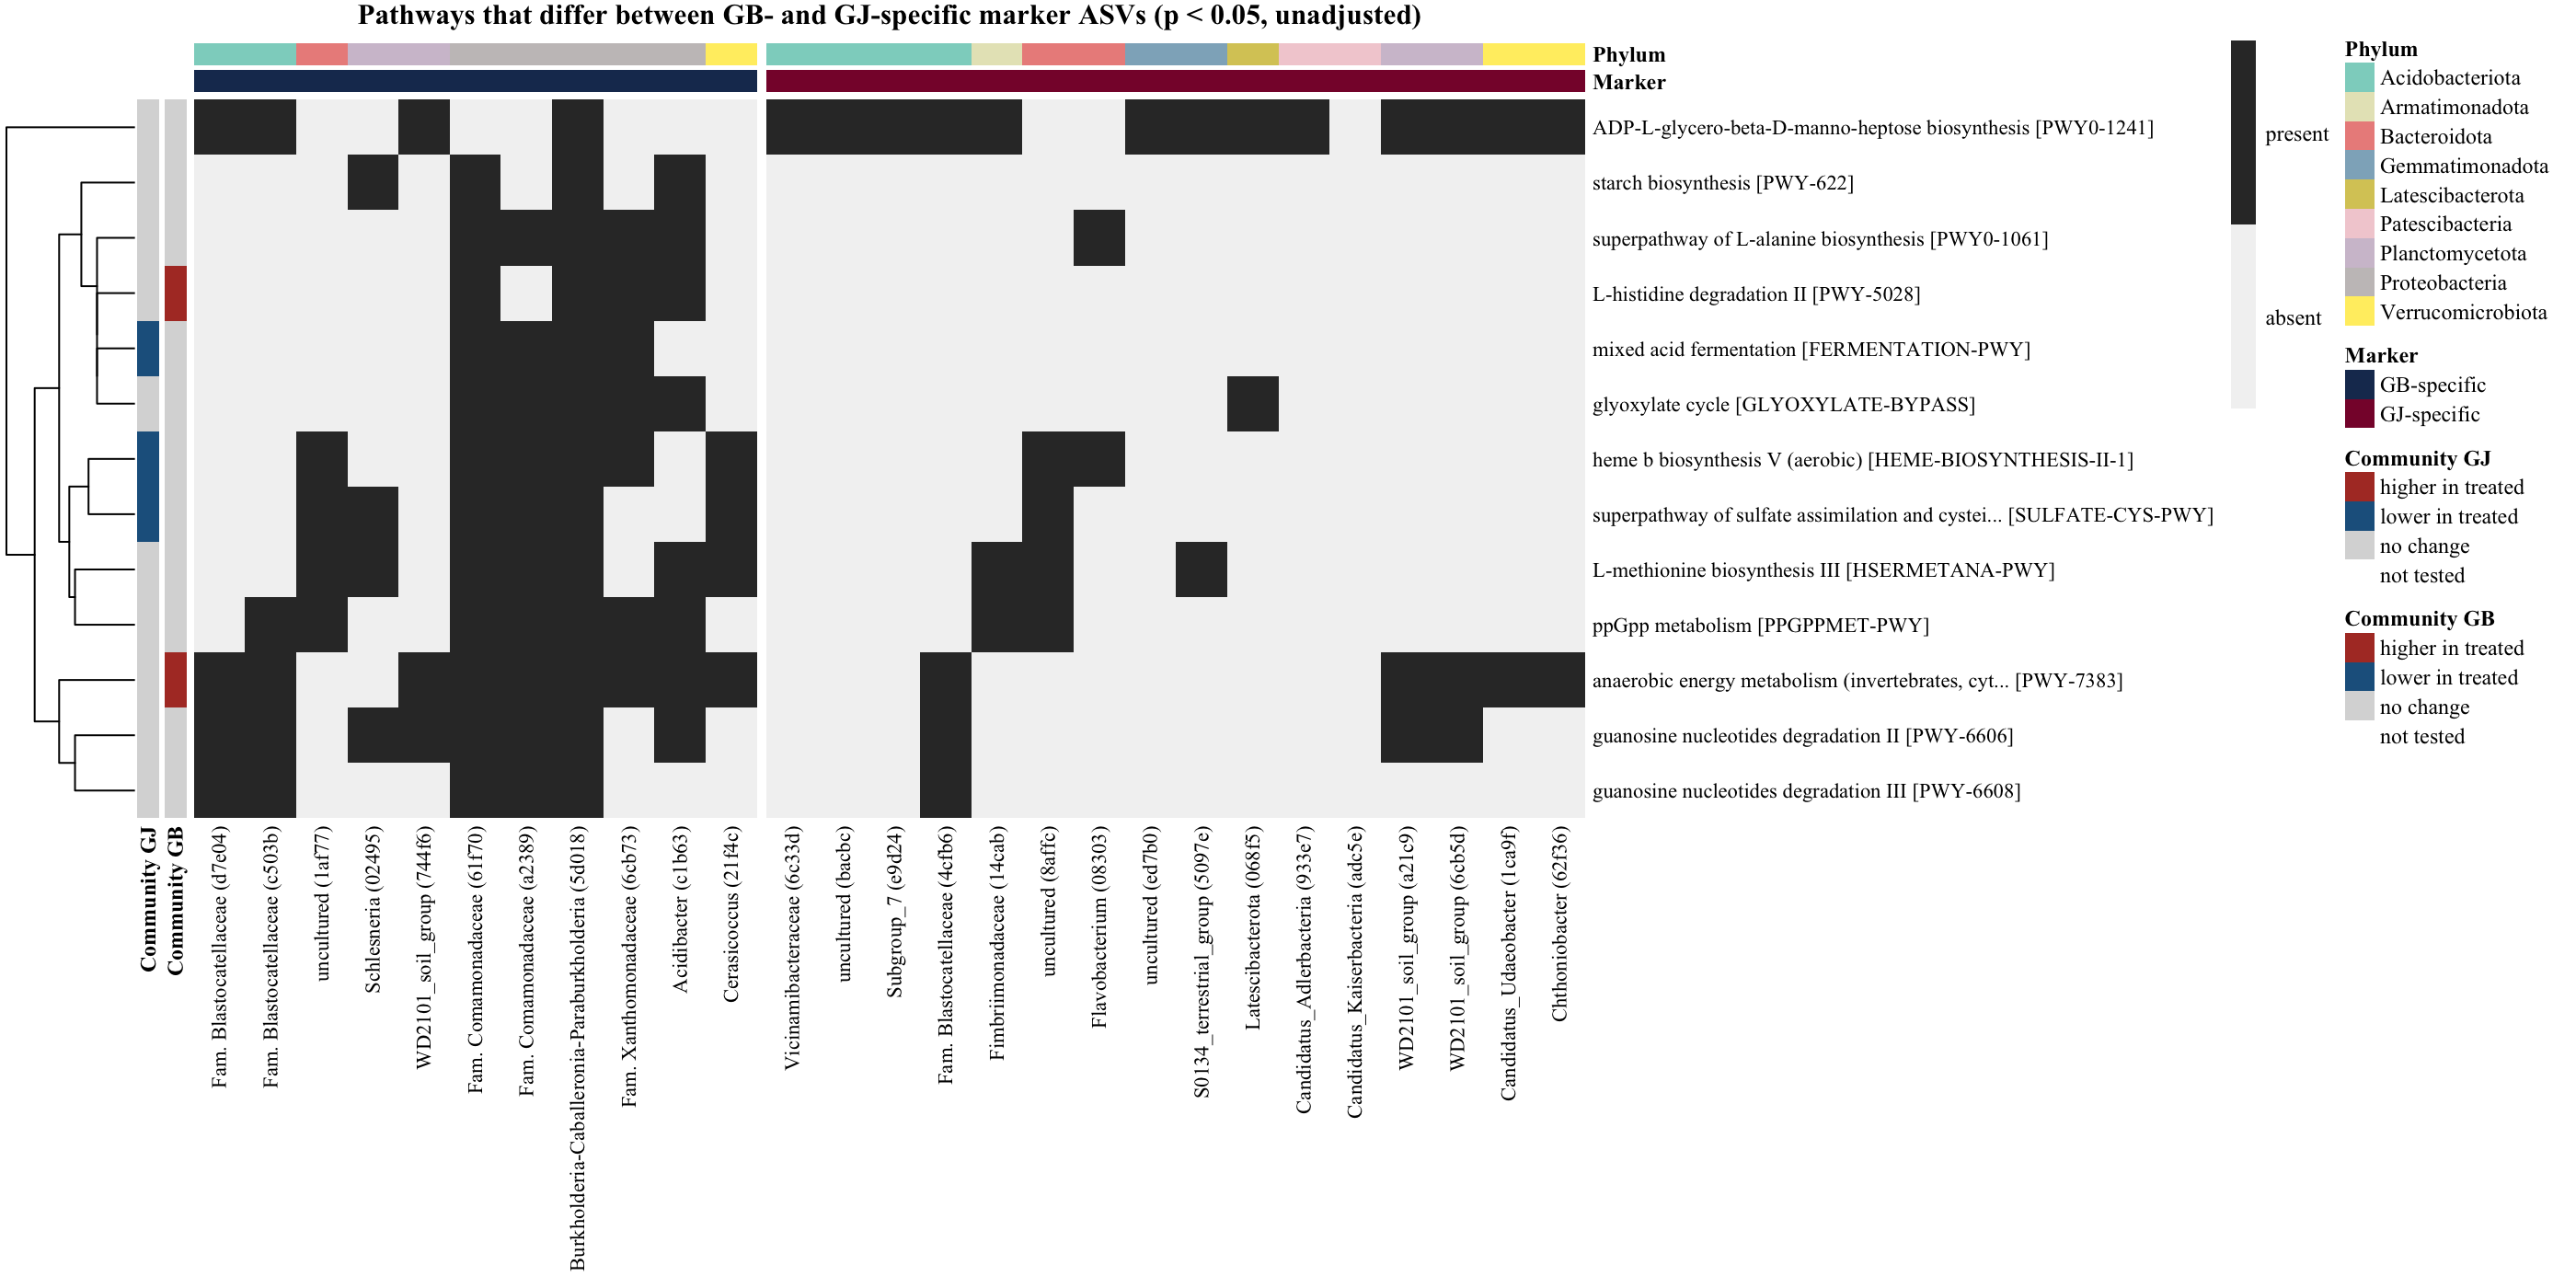 Pathways that differ between GB- and GJ-specific marker ASVs (p < 0.05, unadjusted)
Phylum
Marker
ADP-L-glycero-beta-D-manno-heptose biosynthesis [PWY0-1241]
starch biosynthesis [PWY-622]
superpathway of L-alanine biosynthesis [PWY0-1061]
L-histidine degradation II [PWY-5028]
mixed acid fermentation [FERMENTATION-PWY]
glyoxylate cycle [GLYOXYLATE-BYPASS]
heme b biosynthesis V (aerobic) [HEME-BIOSYNTHESIS-II-1]
superpathway of sulfate assimilation and cystei... [SULFATE-CYS-PWY]
L-methionine biosynthesis III [HSERMETANA-PWY]
ppGpp metabolism [PPGPPMET-PWY]
anaerobic energy metabolism (invertebrates, cyt... [PWY-7383]
guanosine nucleotides degradation II [PWY-6606]
guanosine nucleotides degradation III [PWY-6608]
Community GJ
Community GB
Fam. Blastocatellaceae (d7e04)
Fam. Blastocatellaceae (c503b)
uncultured (1af77)
Schlesneria (02495)
WD2101_soil_group (744f6)
Fam. Comamonadaceae (61f70)
Fam. Comamonadaceae (a2389)
Burkholderia-Caballeronia-Paraburkholderia (5d018)
Fam. Xanthomonadaceae (6cb73)
Acidibacter (c1b63)
Cerasicoccus (21f4c)
Vicinamibacteraceae (6c33d)
uncultured (bacbc)
Subgroup_7 (e9d24)
Fam. Blastocatellaceae (4cfb6)
Fimbriimonadaceae (14cab)
uncultured (8affc)
Flavobacterium (08303)
uncultured (ed7b0)
S0134_terrestrial_group (5097e)
Latescibacterota (068f5)
Candidatus_Adlerbacteria (933e7)
Candidatus_Kaiserbacteria (adc5e)
WD2101_soil_group (a21c9)
WD2101_soil_group (6cb5d)
Candidatus_Udaeobacter (1ca9f)
Chthoniobacter (62f36)
present
absent
Phylum
Acidobacteriota
Armatimonadota
Bacteroidota
Gemmatimonadota
Latescibacterota
Patescibacteria
Planctomycetota
Proteobacteria
Verrucomicrobiota
Marker
GB-specific
GJ-specific
Community GJ
higher in treated
lower in treated
no change
not tested
Community GB
higher in treated
lower in treated
no change
not tested